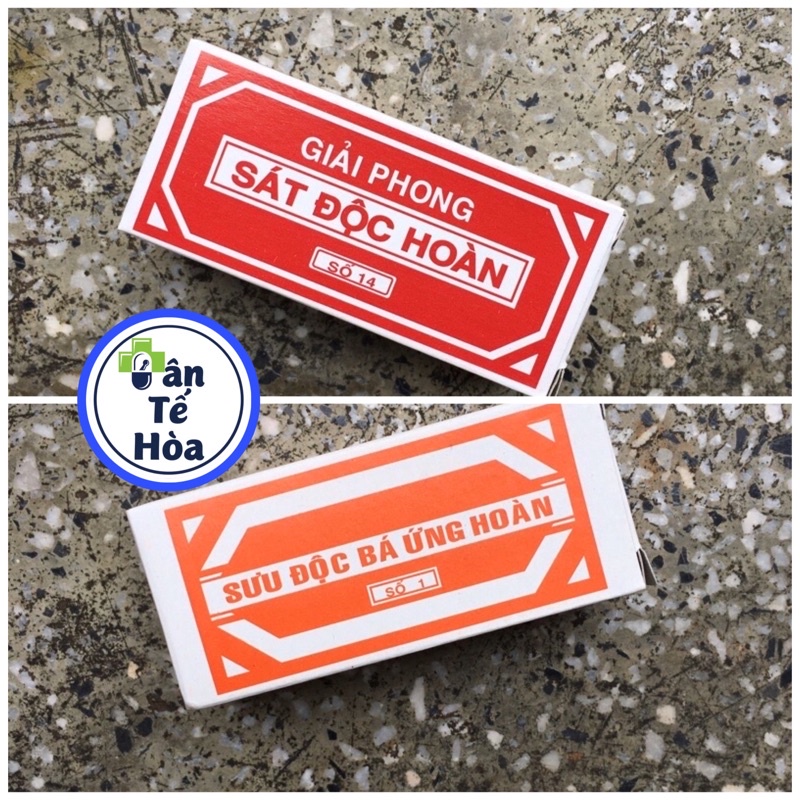 GIẢI PHONG
SÁT ĐỘC HOÀN
SỐ 14
ân
Tế
Hòa
SƯU ĐỘC BÁ ỨNG HOÀN
SỐ 1